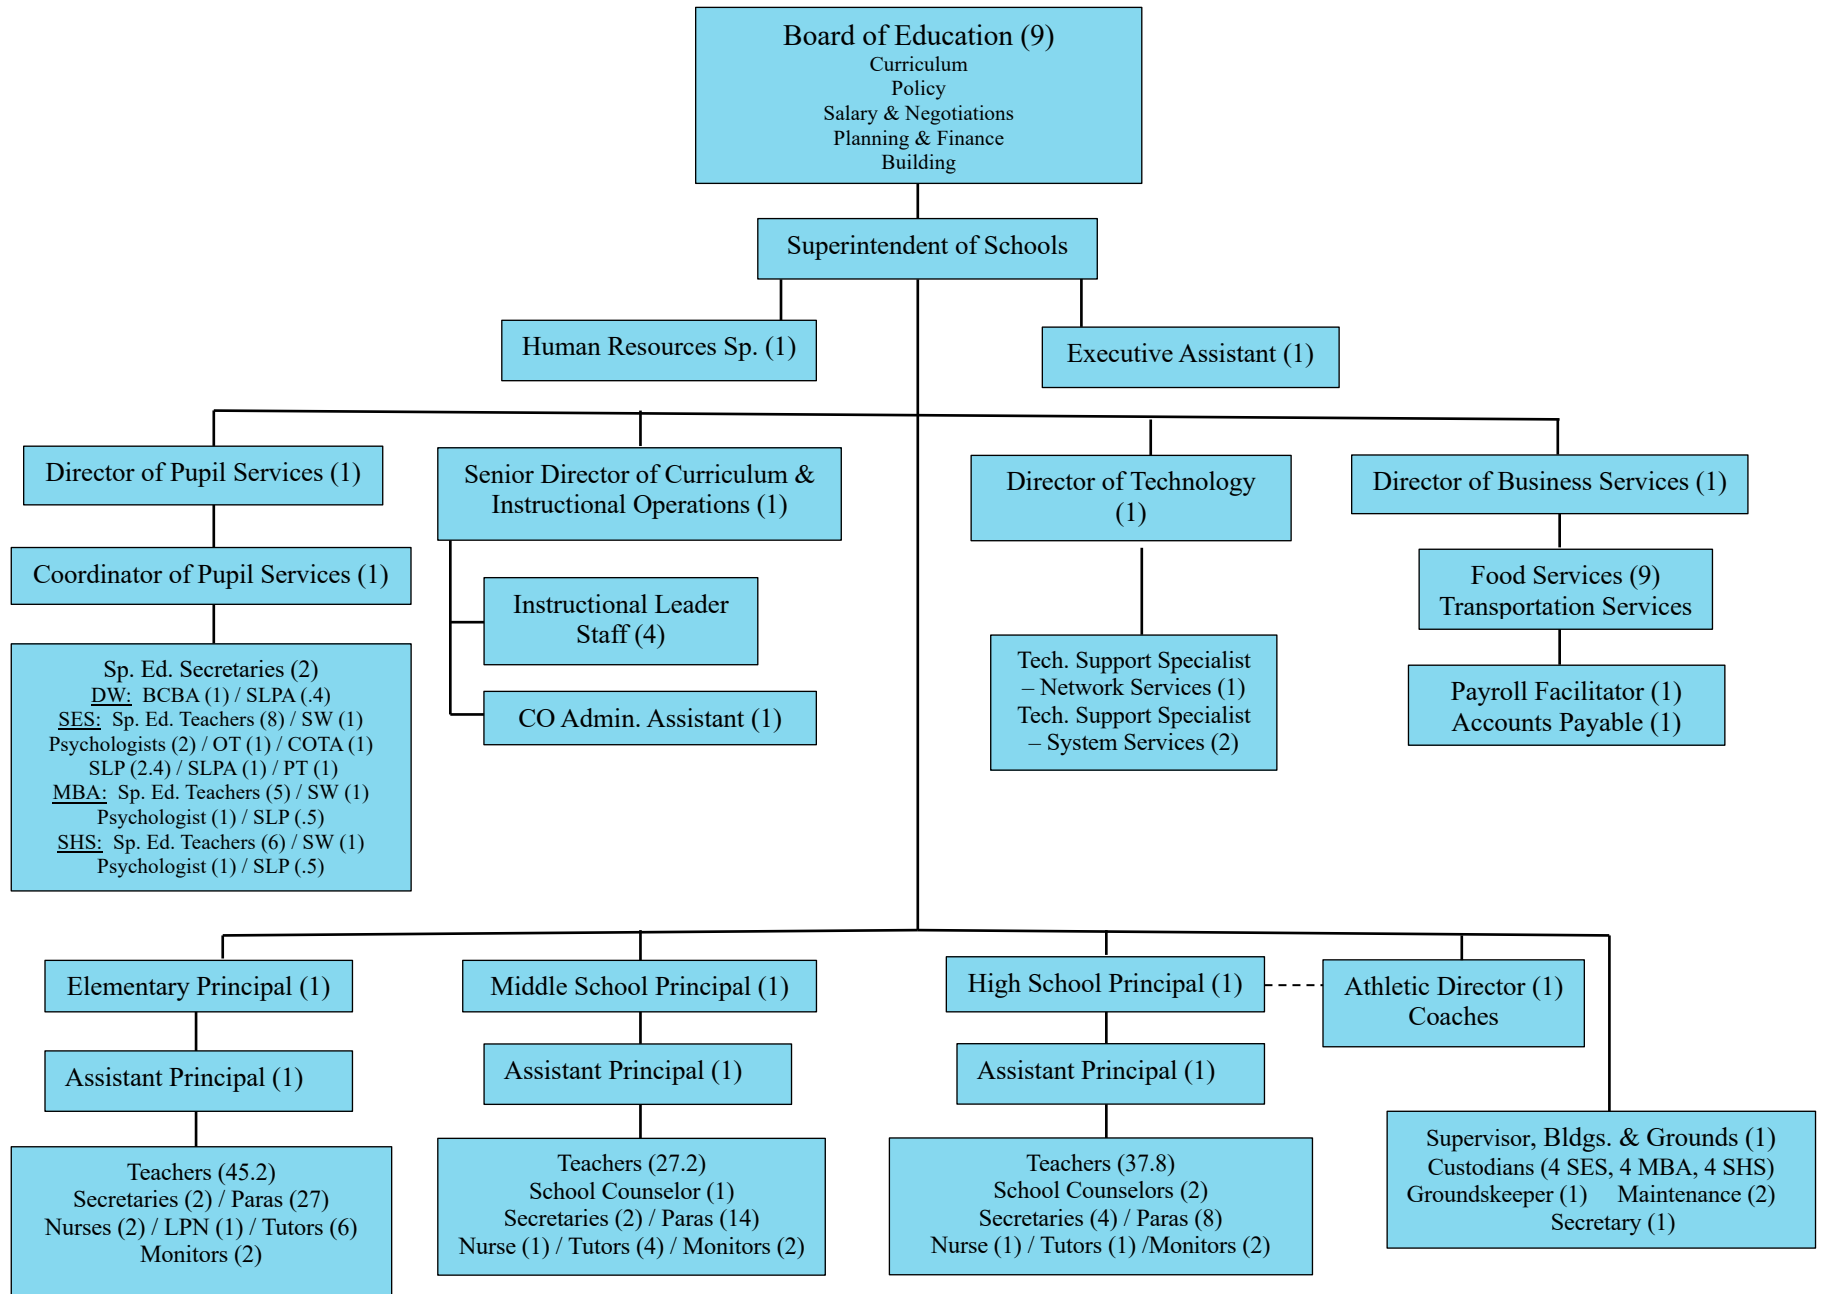 Board of Education (9)
Curriculum
Policy
Salary & Negotiations
Planning & Finance
Building
Superintendent of Schools
Human Resources Sp. (1)
Executive Assistant (1)
Director of Pupil Services (1)
Senior Director of Curriculum &
Instructional Operations (1)
Director of Technology
(1)
Director of Business Services (1)
Coordinator of Pupil Services (1)
Instructional Leader
Staff (4)
CO Admin. Assistant (1)
Food Services (9)
Transportation Services
Sp. Ed. Secretaries (2)
DW: BCBA (1) / SLPA (.4)
SES: Sp. Ed. Teachers (8) / SW (1)
Psychologists (2) / OT (1) / COTA (1)
SLP (2.4) / SLPA (1) / PT (1)
MBA: Sp. Ed. Teachers (5) / SW (1)
Psychologist (1) / SLP (.5)
SHS: Sp. Ed. Teachers (6) / SW (1)
Psychologist (1) / SLP (.5)
Tech. Support Specialist
– Network Services (1)
Tech. Support Specialist
– System Services (2)
Payroll Facilitator (1)
Accounts Payable (1)
Elementary Principal (1)
Middle School Principal (1)
High School Principal (1)
Athletic Director (1)
Coaches
Assistant Principal (1)
Assistant Principal (1)
Assistant Principal (1)
Teachers (45.2)
Secretaries (2) / Paras (27)
Nurses (2) / LPN (1) / Tutors (6)
Monitors (2)
Teachers (27.2)
School Counselor (1)
Secretaries (2) / Paras (14)
Nurse (1) / Tutors (4) / Monitors (2)
Teachers (37.8)
School Counselors (2)
Secretaries (4) / Paras (8)
Nurse (1) / Tutors (1) /Monitors (2)
Supervisor, Bldgs. & Grounds (1)
Custodians (4 SES, 4 MBA, 4 SHS)
Groundskeeper (1) Maintenance (2)
Secretary (1)